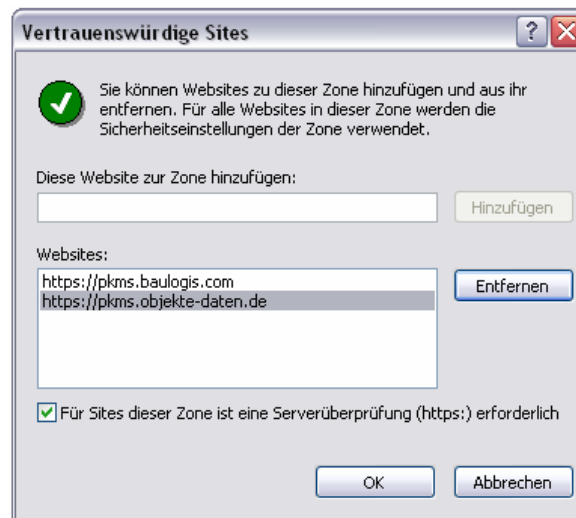 Vertrauenswürdige Sites
Sie können Websites zu dieser Zone hinzufügen und aus ihr
entfernen. Für alle Websites in dieser Zone werden die
Sicherheitseinstellungen der Zone verwendet.
Diese Website zur Zone hinzufügen:
Hinzufügen
Websites:
https://pkms.baulogis.com
https://pkms.objekte-daten.de
Entfernen
Für Sites dieser Zone ist eine Serverüberprüfung (https:) erforderlich
OK
Abbrechen